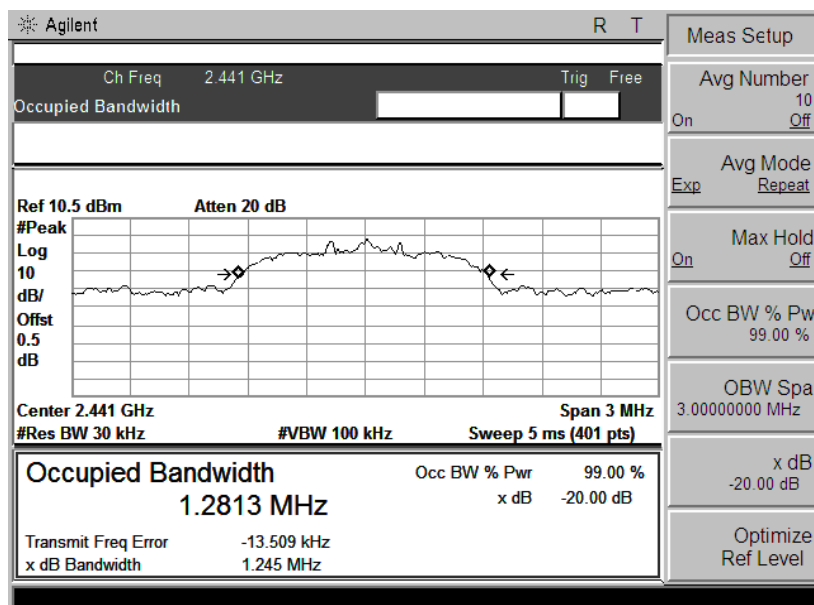 Agilent R T
Ch Freq 2.441 GHz Trig Free
Occupied Bandwidth
Ref 10.5 dBm Atten 20 dB
#Peak
Log
10
dB/
Offst
0.5
dB
Center 2.441 GHz Span 3 MHz
#Res BW 30 kHz #VBW 100 kHz Sweep 5 ms (401 pts)
Occupied Bandwidth
1.2813 MHz
Occ BW % Pwr 99.00 %
x dB -20.00 dB
Transmit Freq Error -13.509 kHz
x dB Bandwidth 1.245 MHz
Meas Setup
Avg Number
10
On Off
Avg Mode
Exp Repeat
Max Hold
On Off
Occ BW % Pw
99.00 %
OBW Spa
3.00000000 MHz
x dB
-20.00 dB
Optimize
Ref Level